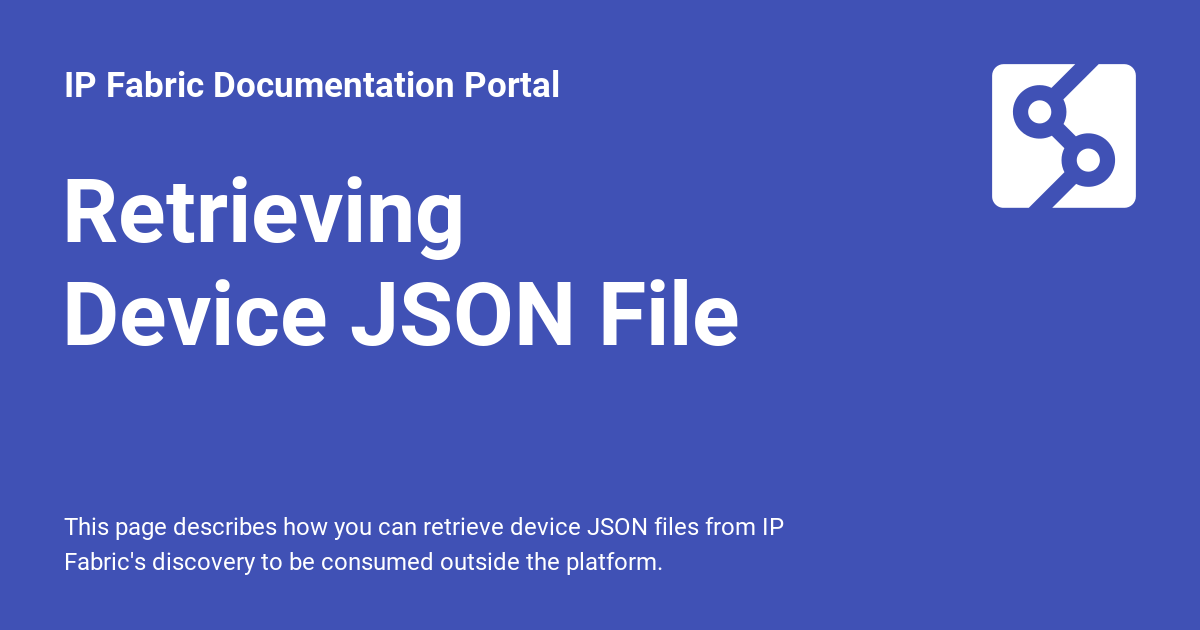 IP Fabric Documentation Portal
Retrieving
Device JSON File
This page describes how you can retrieve device JSON files from IP
Fabric's discovery to be consumed outside the platform.